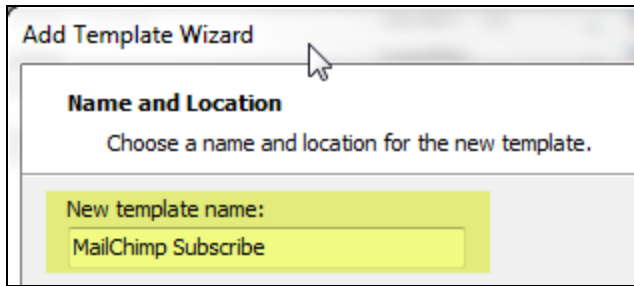 Add Template Wizard
Name and Location
Choose a name and location for the new template.
New template name:
MailChimp Subscribe